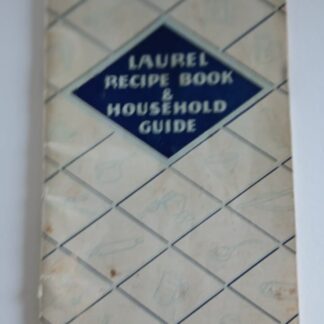 LAUREL
RECIPE BOOK
&
HOUSEHOLD
GUIDE